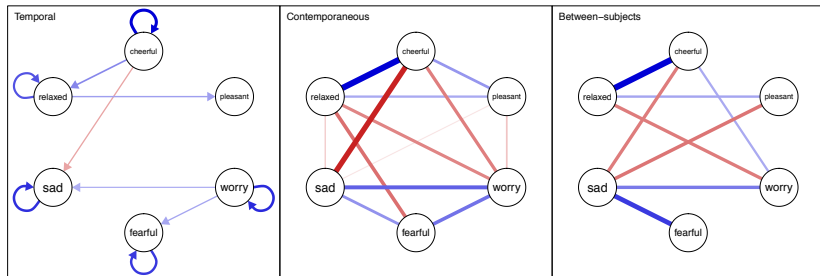 Temporal
cheerful
relaxed
pleasant
sad
worry
fearful
Contemporaneous
cheerful
relaxed
pleasant
sad
worry
fearful
Between−subjects
cheerful
relaxed
pleasant
sad
worry
fearful